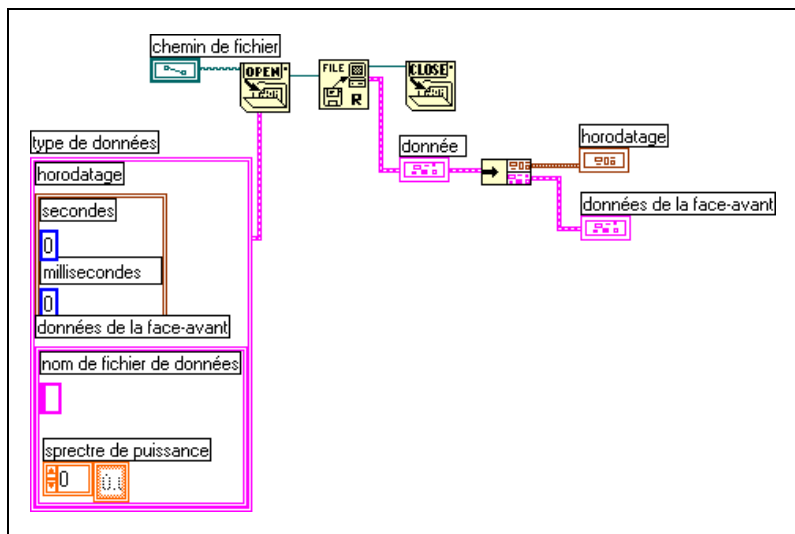 chemin de fichier
OPEN
FILE
R
CLOSE
type de données
horodatage
secondes
0
millisecondes
0
données de la face-avant
nom de fichier de données
sprectre de puissance
0
donnée
horodatage
données de la face-avant